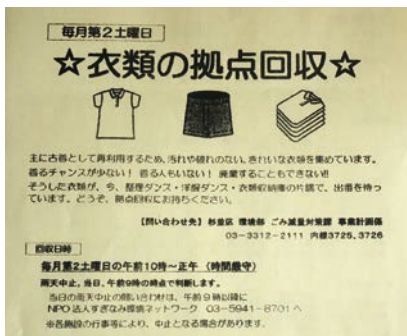 毎月第2土曜日
☆衣類の拠点回収☆
主に古着として再利用するため、汚れや破れのない、きれいな衣類を集めています。
着るチャンスが少ない! 着る人もいない! 廃棄することもできない!!
そうした衣類が、今、整理ダンス・洋服ダンス・衣類収納庫の片隅で、出番を待っ
ています。どうぞ、拠点回収にお持ちください。
【問い合わせ先】 杉並区 環境部 ごみ減量対策課 事業計画係
03-3312-2111 内線3725、3726
回収日時
毎月第2土曜日の午前10時~正午 (時間厳守)
雨天中止。当日、午前9時の時点で判断します。
当日の雨天中止の問い合わせは、午前9時以降に
NPO法人すぎなみ環境ネットワーク 03-5941-8701 へ
※各施設の行事等により、中止となる場合があります。